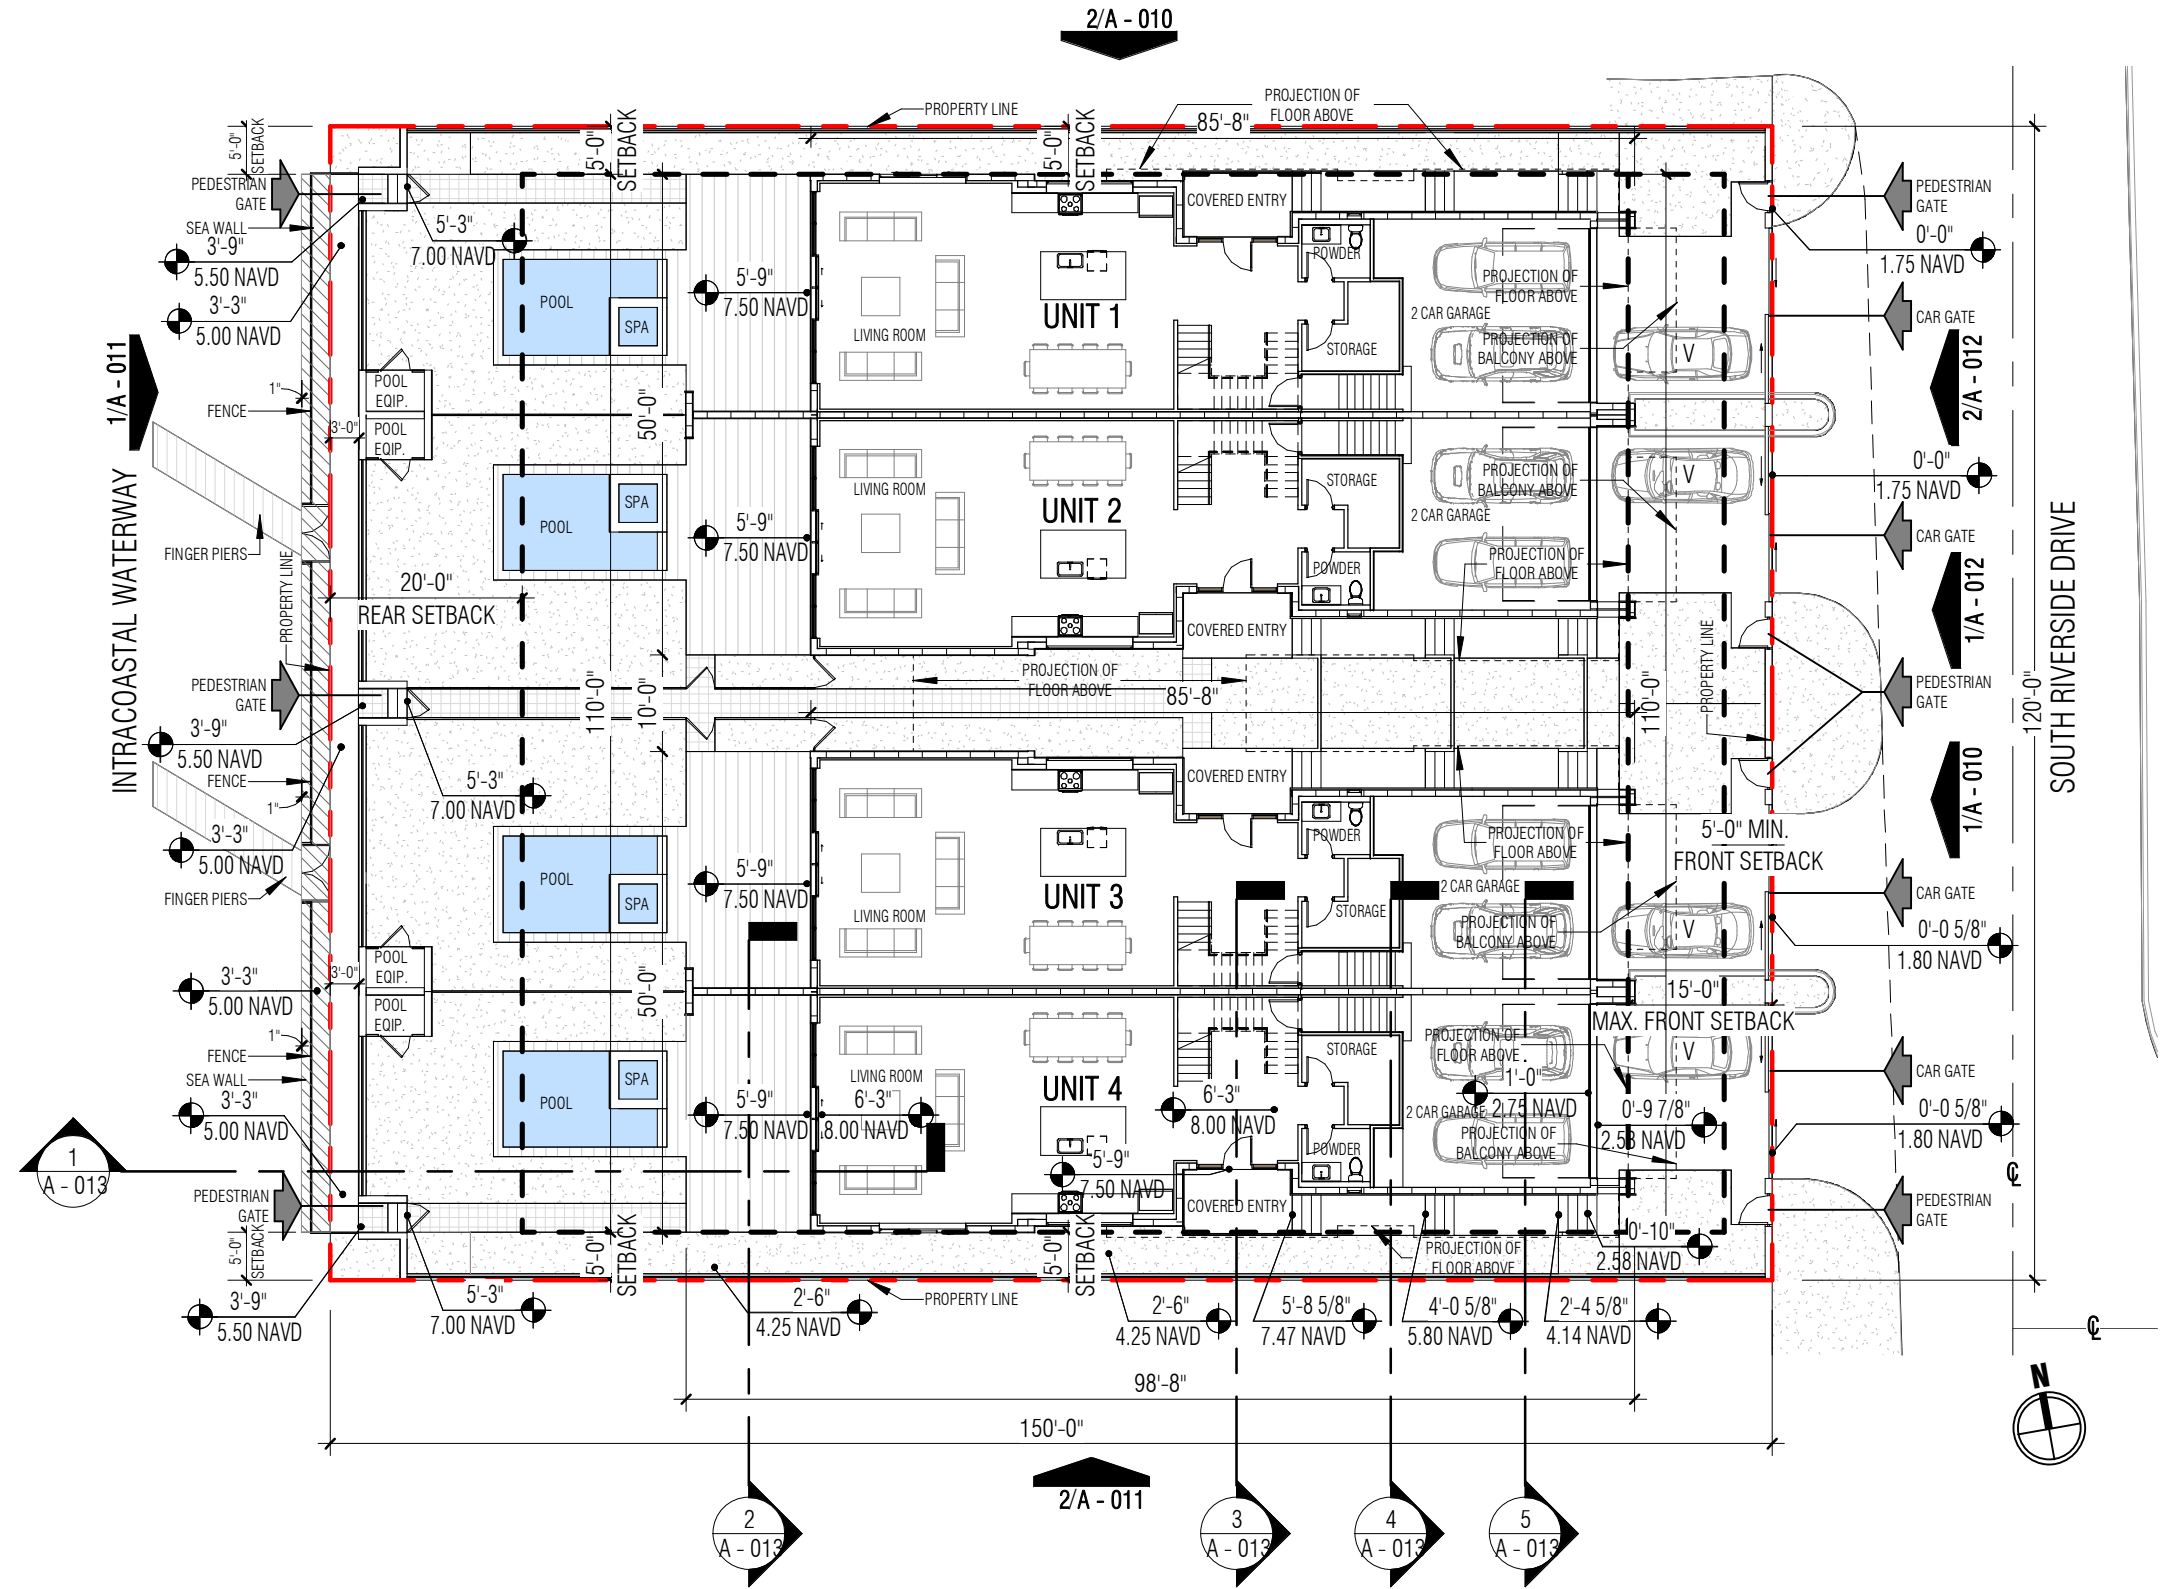 2/A - 010
PROPERTY LINE
PROJECTION OF
FLOOR ABOVE
85'-8"
5'-0"
SETBACK
5'-0"
SETBACK
5'-0"
SETBACK
PEDESTRIAN
GATE
SEA WALL
3'-9"
5.50 NAVD
3'-3"
5.00 NAVD
5'-3"
7.00 NAVD
POOL
SPA
5'-9"
7.50 NAVD
LIVING ROOM
UNIT 1
COVERED ENTRY
POWDER
STORAGE
2 CAR GARAGE
PROJECTION OF
FLOOR ABOVE
PROJECTION OF
BALCONY ABOVE
V
PEDESTRIAN
GATE
0'-0"
1.75 NAVD
CAR GATE
2/A - 012
1/A - 011
1"
FENCE
3'-0"
POOL
EQIP.
POOL
EQIP.
50'-0"
INTRACOASTAL WATERWAY
FINGER PIERS
PROPERTY LINE
POOL
SPA
5'-9"
7.50 NAVD
LIVING ROOM
UNIT 2
STORAGE
POWDER
COVERED ENTRY
2 CAR GARAGE
PROJECTION OF
BALCONY ABOVE
PROJECTION OF
FLOOR ABOVE
V
0'-0"
1.75 NAVD
CAR GATE
1/A - 012
SOUTH RIVERSIDE DRIVE
20'-0"
REAR SETBACK
PEDESTRIAN
GATE
3'-9"
5.50 NAVD
FENCE
1"
3'-3"
5.00 NAVD
FINGER PIERS
110'-0"
10'-0"
PROJECTION OF
FLOOR ABOVE
85'-8"
110'-0"
PROPERTY LINE
PEDESTRIAN
GATE
120'-0"
1/A - 010
5'-3"
7.00 NAVD
POOL
SPA
5'-9"
7.50 NAVD
LIVING ROOM
UNIT 3
COVERED ENTRY
POWDER
STORAGE
2 CAR GARAGE
PROJECTION OF
FLOOR ABOVE
PROJECTION OF
BALCONY ABOVE
5'-0" MIN.
FRONT SETBACK
V
CAR GATE
0'-0 5/8"
1.80 NAVD
3'-0"
POOL
EQIP.
POOL
EQIP.
3'-3"
5.00 NAVD
1"
FENCE
SEA WALL
3'-3"
5.00 NAVD
50'-0"
15'-0"
MAX. FRONT SETBACK
POOL
SPA
5'-9"
7.50 NAVD
LIVING ROOM
6'-3"
8.00 NAVD
UNIT 4
6'-3"
8.00 NAVD
5'-9"
7.50 NAVD
STORAGE
POWDER
COVERED ENTRY
2 CAR GARAGE
PROJECTION OF
FLOOR ABOVE
1'-0"
2.75 NAVD
PROJECTION OF
BALCONY ABOVE
0'-9 7/8"
2.58 NAVD
V
CAR GATE
0'-0 5/8"
1.80 NAVD
PEDESTRIAN
GATE
0'-10"
2.58 NAVD
PROJECTION OF
FLOOR ABOVE
1
A - 013
PEDESTRIAN
GATE
5'-0"
SETBACK
5'-0"
SETBACK
5'-0"
SETBACK
3'-9"
5.50 NAVD
5'-3"
7.00 NAVD
2'-6"
4.25 NAVD
PROPERTY LINE
2'-6"
4.25 NAVD
5'-8 5/8"
7.47 NAVD
4'-0 5/8"
5.80 NAVD
2'-4 5/8"
4.14 NAVD
98'-8"
150'-0"
2/A - 011
2
A - 013
3
A - 013
4
A - 013
5
A - 013
N